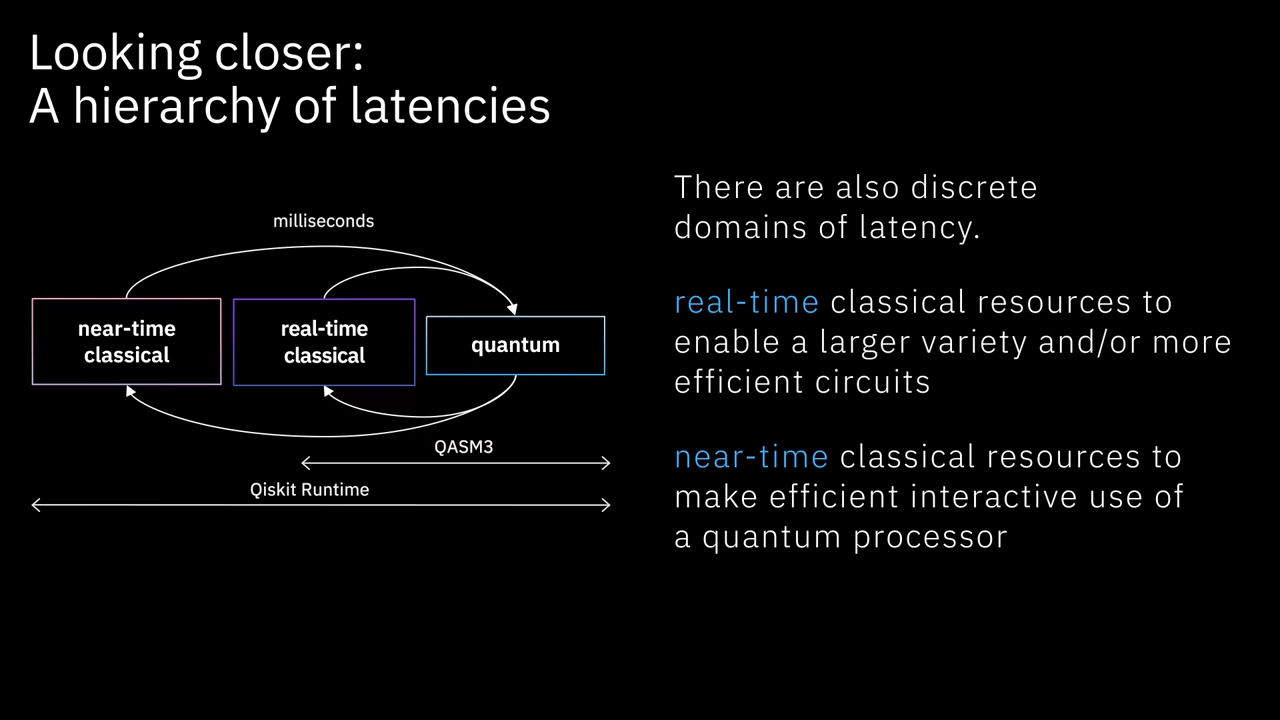 Looking closer:
A hierarchy of latencies
milliseconds
near-time
classical
real-time
classical
quantum
QASM3
Qiskit Runtime
There are also discrete
domains of latency.
real-time classical resources to
enable a larger variety and/or more
efficient circuits
near-time classical resources to
make efficient interactive use of
a quantum processor